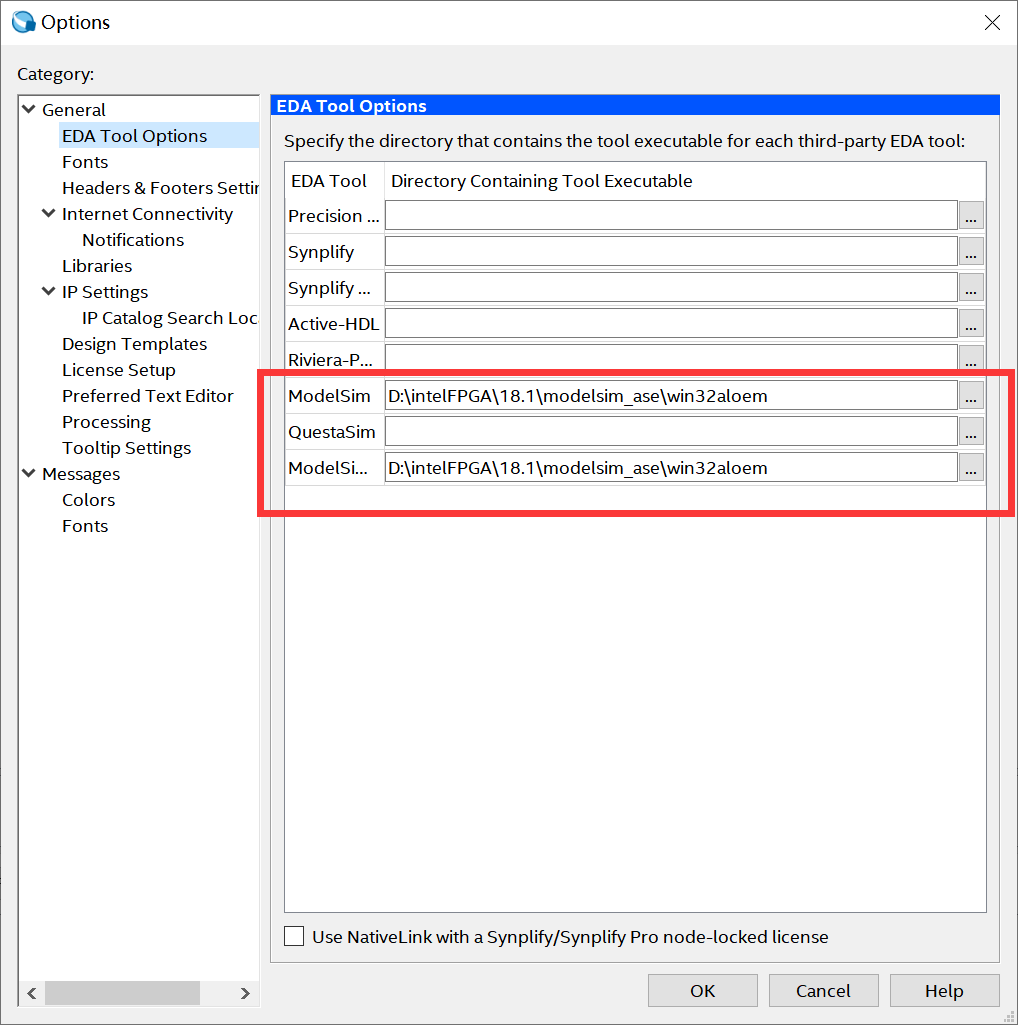 Options
Category:
General
EDA Tool Options
Fonts
Headers & Footers Settin
Internet Connectivity
Notifications
Libraries
IP Settings
IP Catalog Search Loca
Design Templates
License Setup
Preferred Text Editor
Processing
Tooltip Settings
Messages
Colors
Fonts
EDA Tool Options
Specify the directory that contains the tool executable for each third-party EDA tool:
EDA Tool Directory Containing Tool Executable
Precision ... ...
Synplify ...
Synplify ... ...
Active-HDL ...
Riviera-P... ...
ModelSim D:\intelFPGA\18.1\modelsim_ase\win32aloem ...
QuestaSim ...
ModelSi... D:\intelFPGA\18.1\modelsim_ase\win32aloem ...
Use NativeLink with a Synplify/Synplify Pro node-locked license
OK Cancel Help